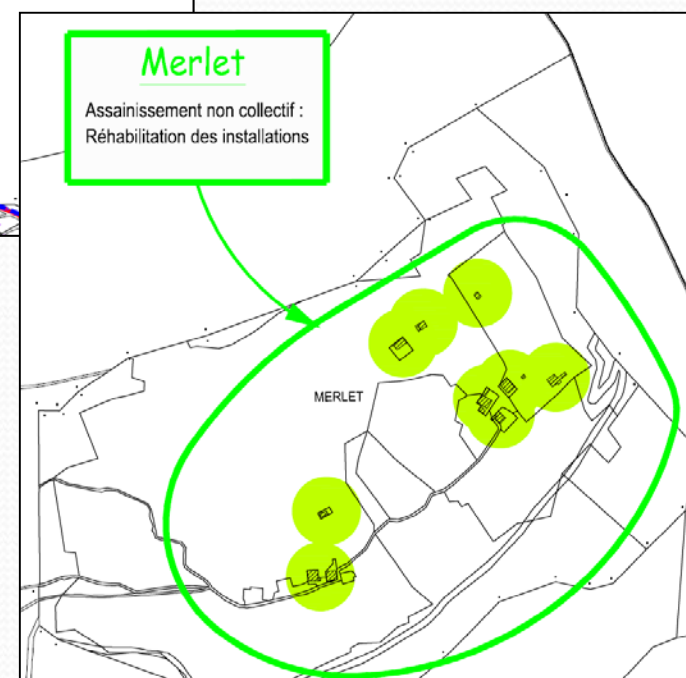 Merlet
Assainissement non collectif :
Réhabilitation des installations
MERLET